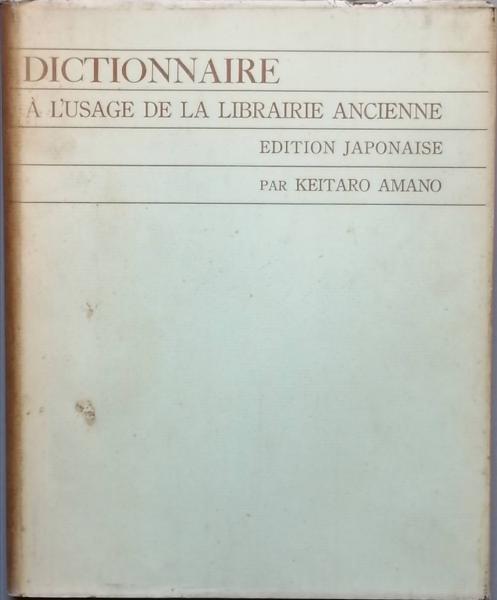 DICTIONNAIRE
À L'USAGE DE LA LIBRAIRIE ANCIENNE
EDITION JAPONAISE
PAR KEITARO AMANO